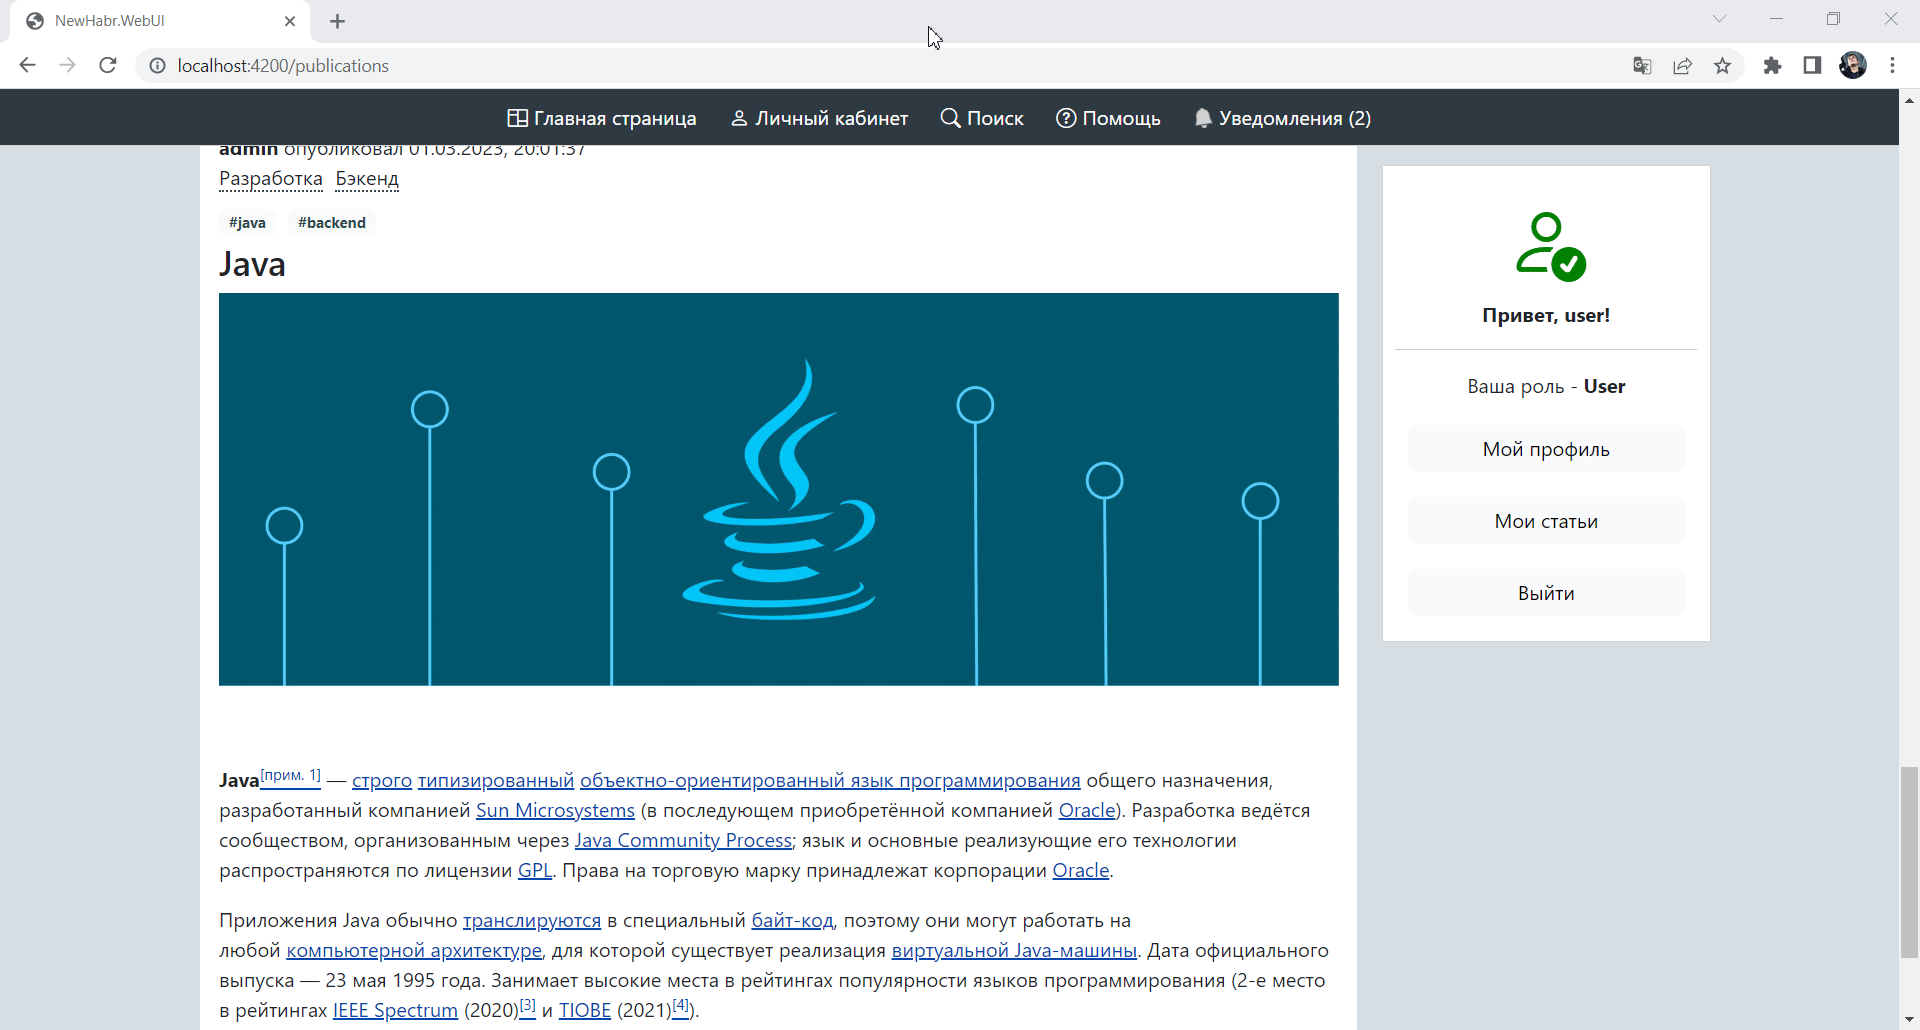 NewHabr.WebUI
localhost:4200/publications
Главная страница Личный кабинет Поиск Помощь Уведомления (2)
admin опубликовал 01.03.2023, 20:01:37
Разработка Бэкенд
#java #backend
Java
Java[прим. 1] — строго типизированный объектно-ориентированный язык программирования общего назначения,
разработанный компанией Sun Microsystems (в последующем приобретённой компанией Oracle). Разработка ведётся
сообществом, организованным через Java Community Process; язык и основные реализующие его технологии
распространяются по лицензии GPL. Права на торговую марку принадлежат корпорации Oracle.
Приложения Java обычно транслируются в специальный байт-код, поэтому они могут работать на
любой компьютерной архитектуре, для которой существует реализация виртуальной Java-машины. Дата официального
выпуска — 23 мая 1995 года. Занимает высокие места в рейтингах популярности языков программирования (2-е место
в рейтингах IEEE Spectrum (2020)[3] и TIOBE (2021)[4]).
Привет, user!
Ваша роль - User
Мой профиль
Мои статьи
Выйти